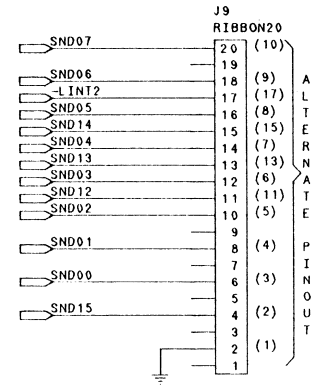 J9
RIBBON20
SND07 20 (10)
19
SND06 18 (9)
-LINT2 17 (17)
SND05 16 (8)
SND14 15 (15)
SND04 14 (7)
SND13 13 (13)
SND03 12 (6)
SND12 11 (11)
SND02 10 (5)
9
SND01 8 (4)
7
SND00 6 (3)
5
SND15 4 (2)
3
2 (1)
1
ALTERNATE PINOUT